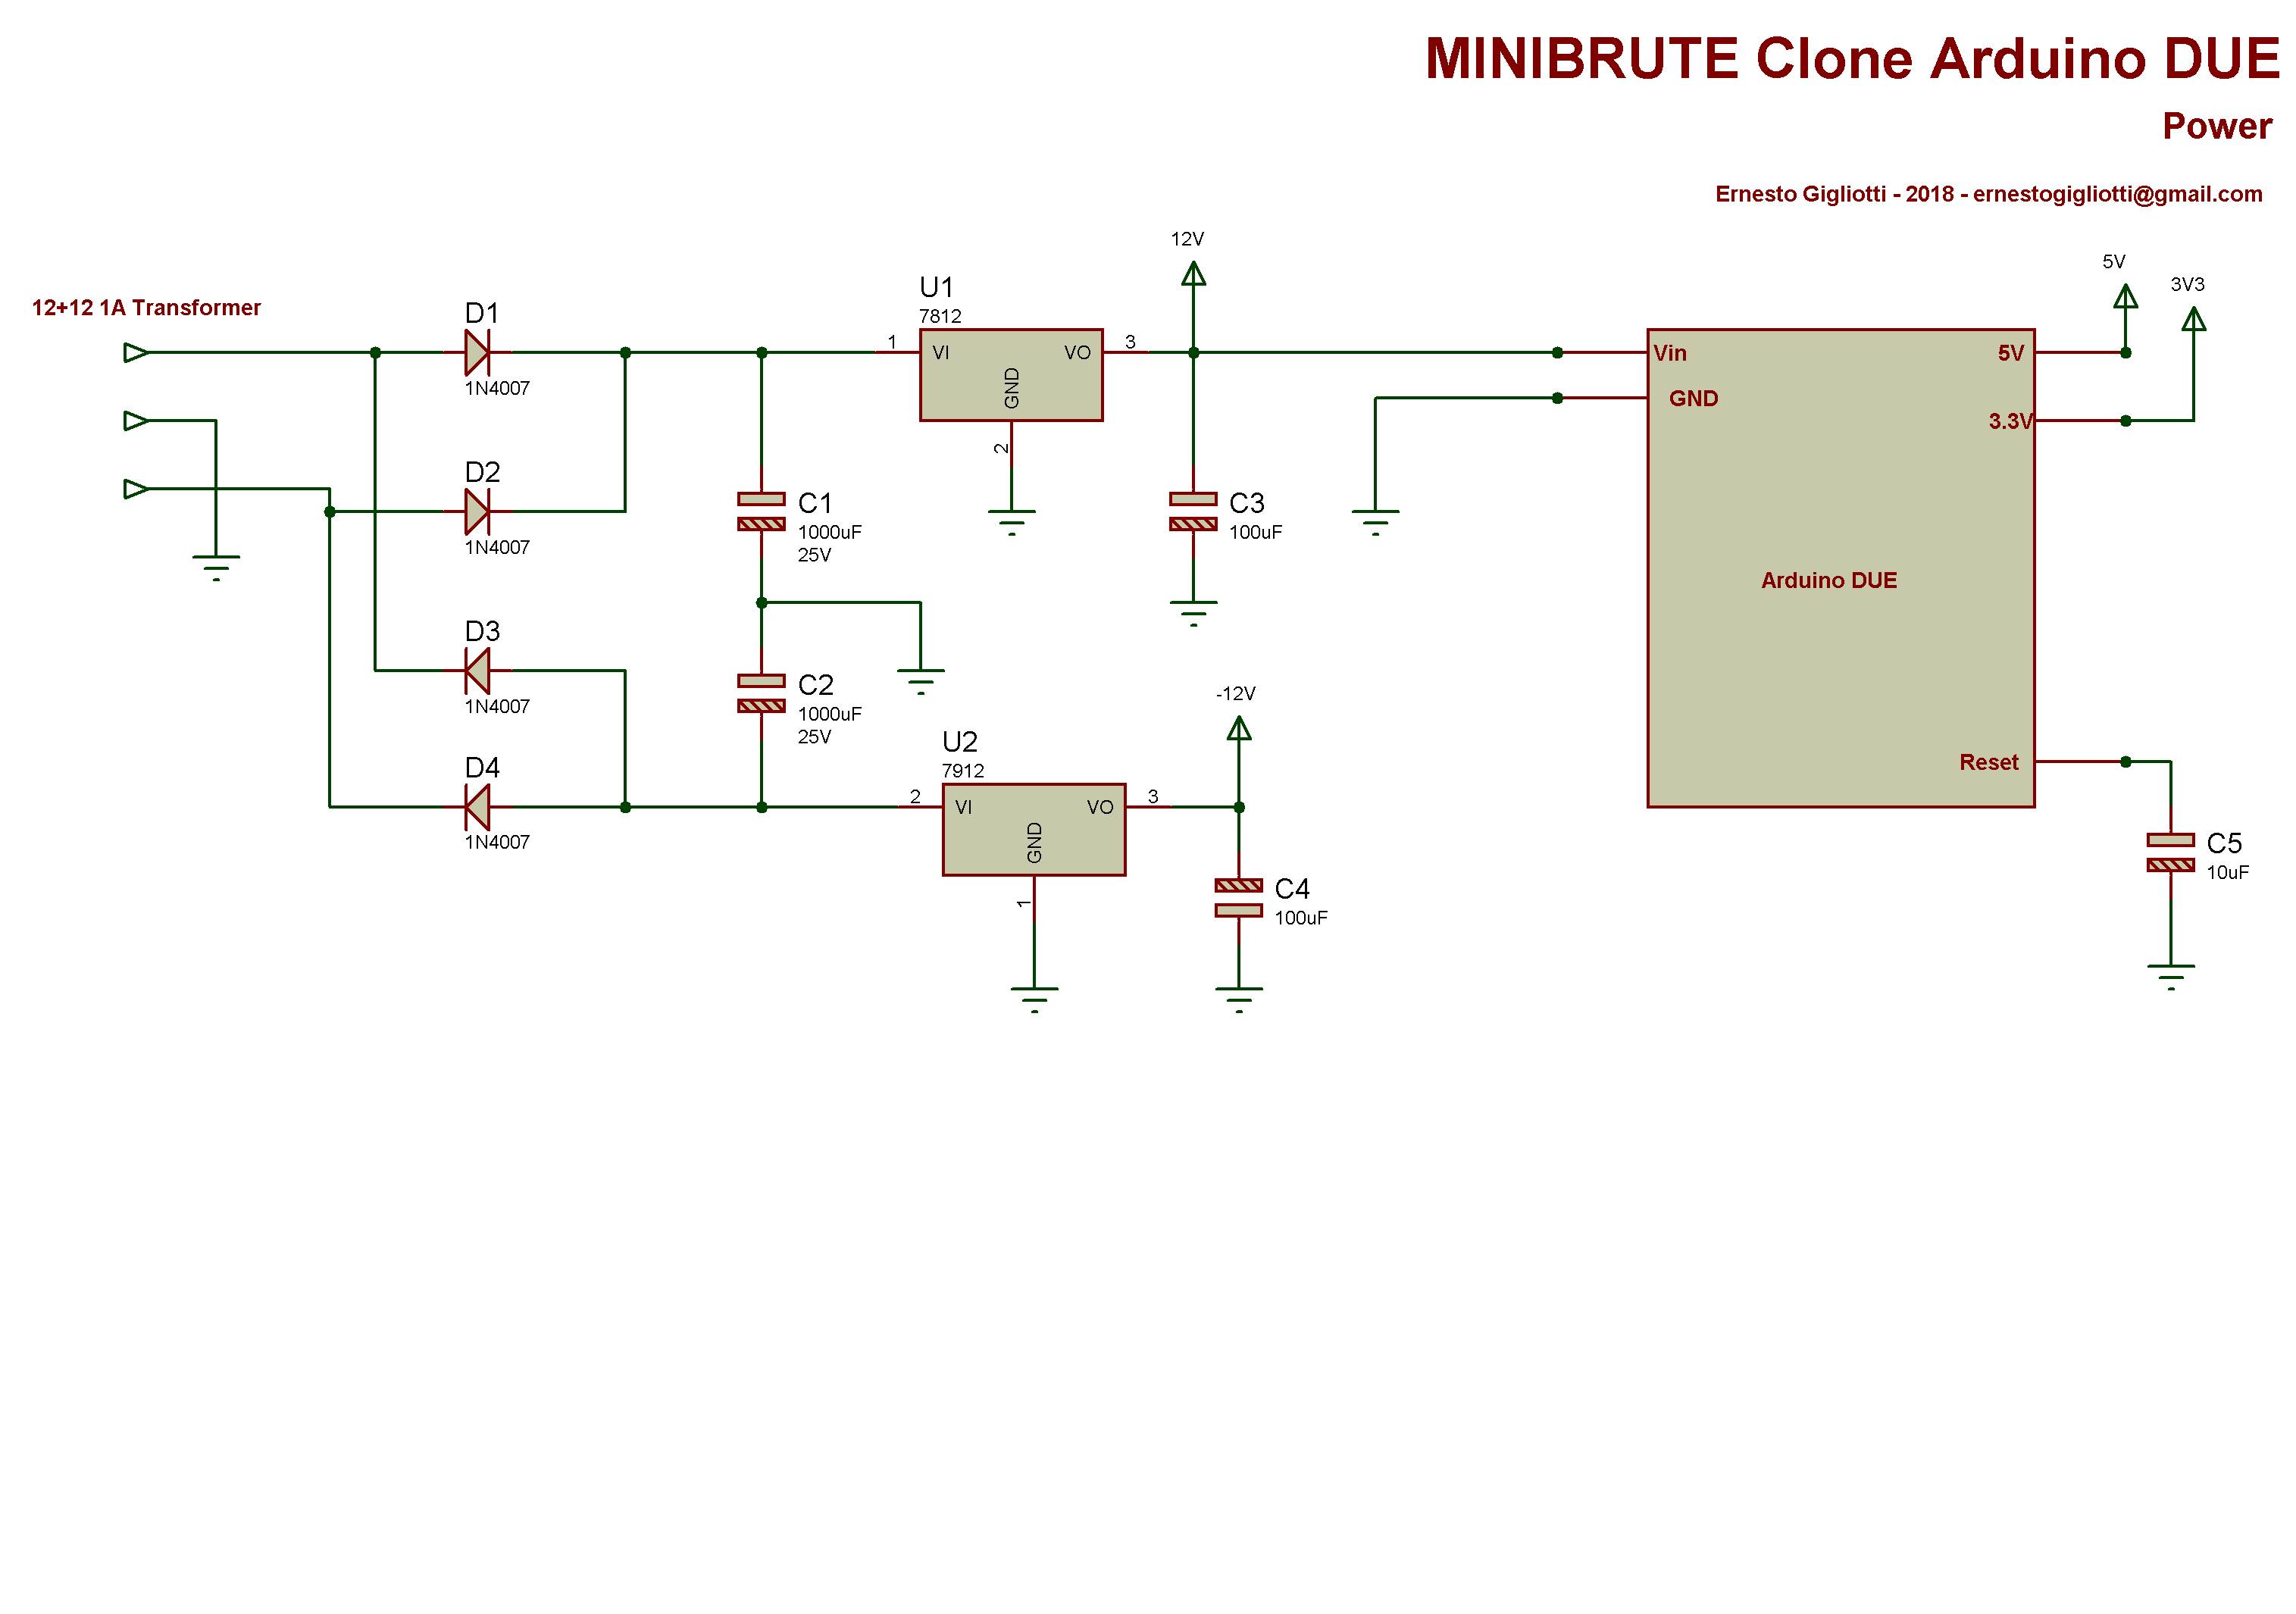 MINIBRUTE Clone Arduino DUE
Power
Ernesto Gigliotti - 2018 - ernestogigliotti@gmail.com
12+12 1A Transformer
D1
1N4007
D2
1N4007
D3
1N4007
D4
1N4007
C1
1000uF
25V
C2
1000uF
25V
U1
7812
1
VI
VO
3
GND
2
12V
C3
100uF
U2
7912
2
VI
VO
3
GND
1
-12V
C4
100uF
Vin
GND
5V
3.3V
Arduino DUE
Reset
5V
3V3
C5
10uF